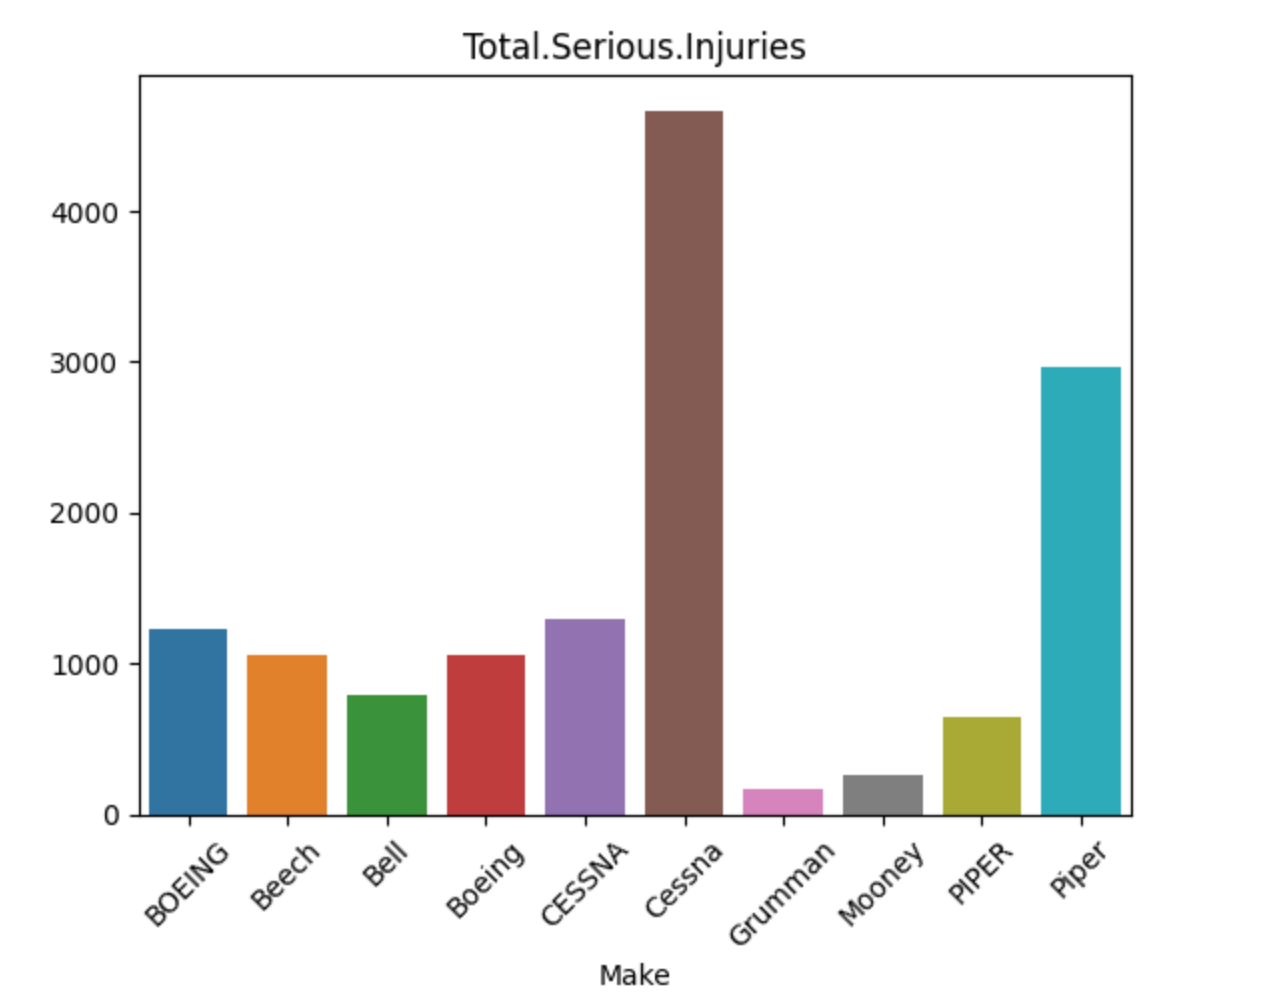 Total.Serious.Injuries
4000
3000
2000
1000
0
BOEING
Beech
Bell
Boeing
CESSNA
Cessna
Grumman
Mooney
PIPER
Piper
Make